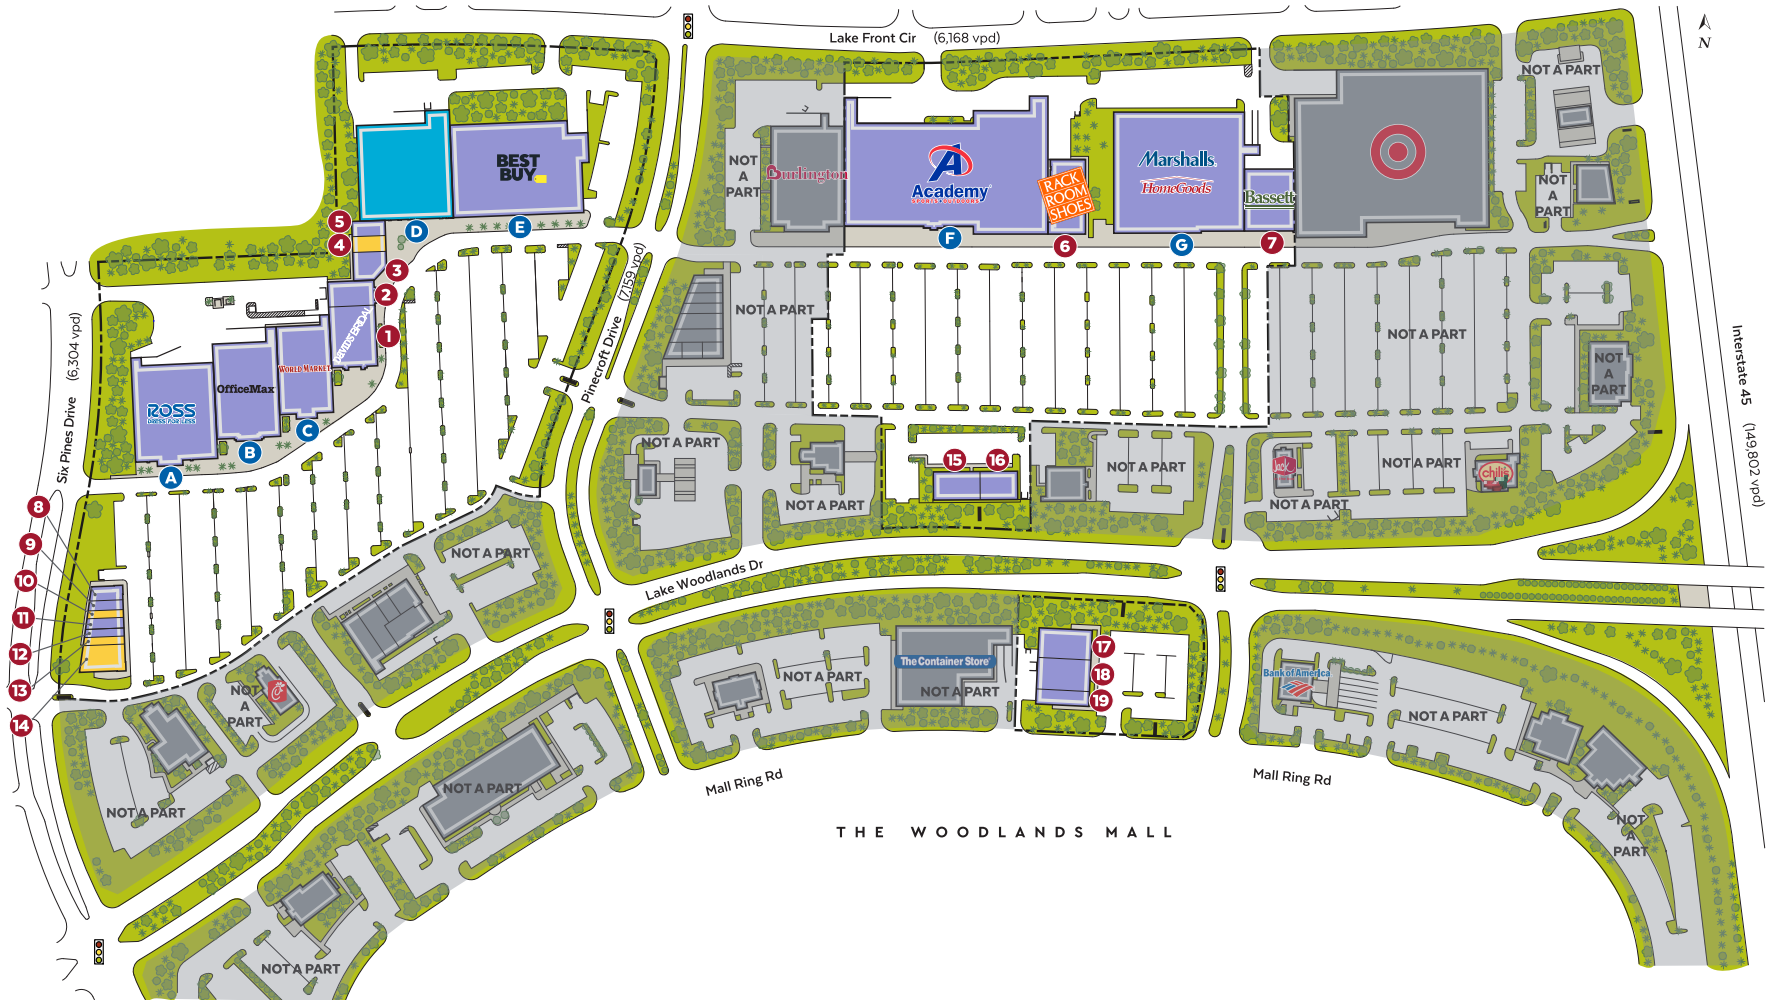 Lake Front Cir (6,168 vpd)
N
NOT A PART
BEST
BUY
NOT
A
PART
Burlington
Academy
SPORTS+OUTDOORS
RACK
ROOM
SHOES
Marshalls
HomeGoods
Bassett
NOT
A
PART
5
4
D
E
F
6
G
7
3
2
1
DAVID'S BRIDAL
Pinecroft Drive (7,159 vpd)
NOT A PART
NOT A PART
Interstate 45 (149,802 vpd)
Six Pines Drive (6,304 vpd)
ROSS
DRESS FOR LESS
OfficeMax
WORLD MARKET
NOT
A
PART
A
B
C
NOT A PART
NOT A PART
15
16
NOT A PART
Jack
NOT A PART
NOT A PART
chili's
8
9
10
11
12
13
14
NOT A PART
Lake Woodlands Dr
NOT
A
PART
NOT A PART
The Container Store
NOT A PART
17
18
19
Bank of America
NOT A PART
NOT A PART
NOT A PART
Mall Ring Rd
Mall Ring Rd
THE WOODLANDS MALL
NOT
A
PART
NOT A PART